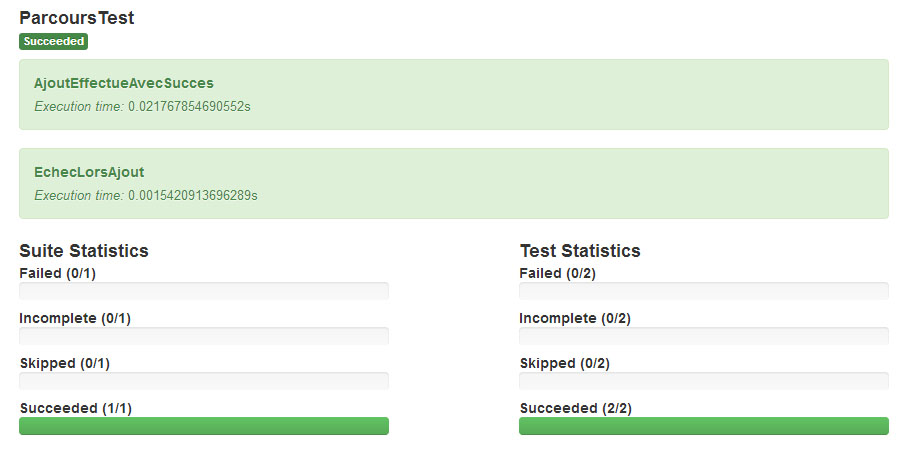 ParcoursTest
Succeeded
AjoutEffectueAvecSucces
Execution time: 0.021767854690552s
EchecLorsAjout
Execution time: 0.0015420913696289s
Suite Statistics
Failed (0/1)
Incomplete (0/1)
Skipped (0/1)
Succeeded (1/1)
Test Statistics
Failed (0/2)
Incomplete (0/2)
Skipped (0/2)
Succeeded (2/2)